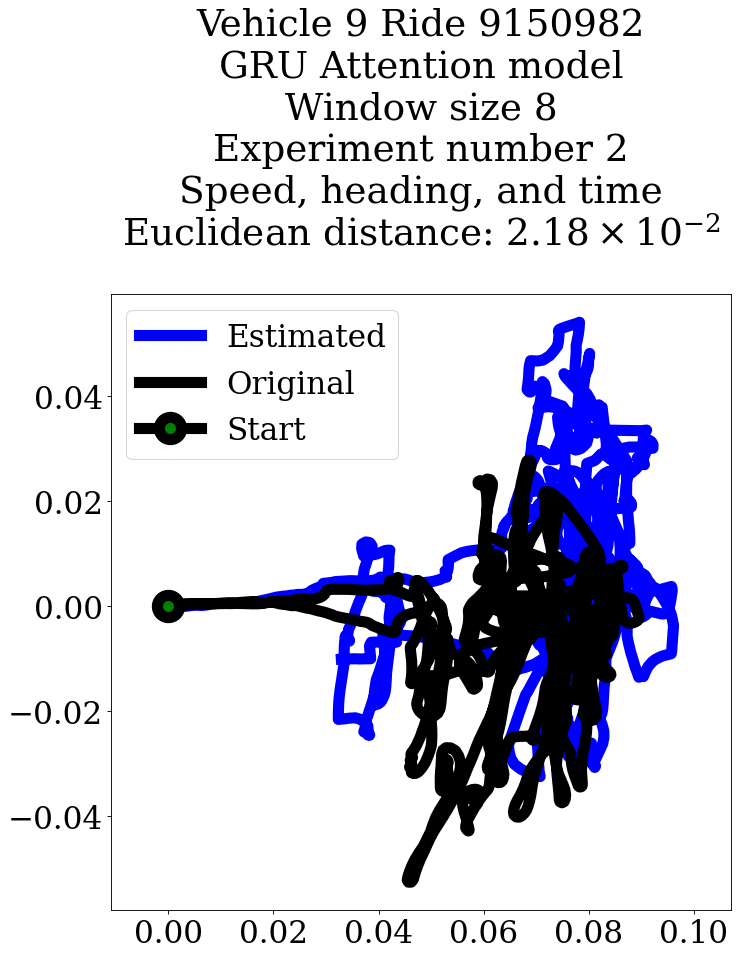 Vehicle 9 Ride 9150982
GRU Attention model
Window size 8
Experiment number 2
Speed, heading, and time
Euclidean distance: 2.18 × 10⁻²
Estimated
Original
Start
0.04
0.02
0.00
−0.02
−0.04
0.00 0.02 0.04 0.06 0.08 0.10